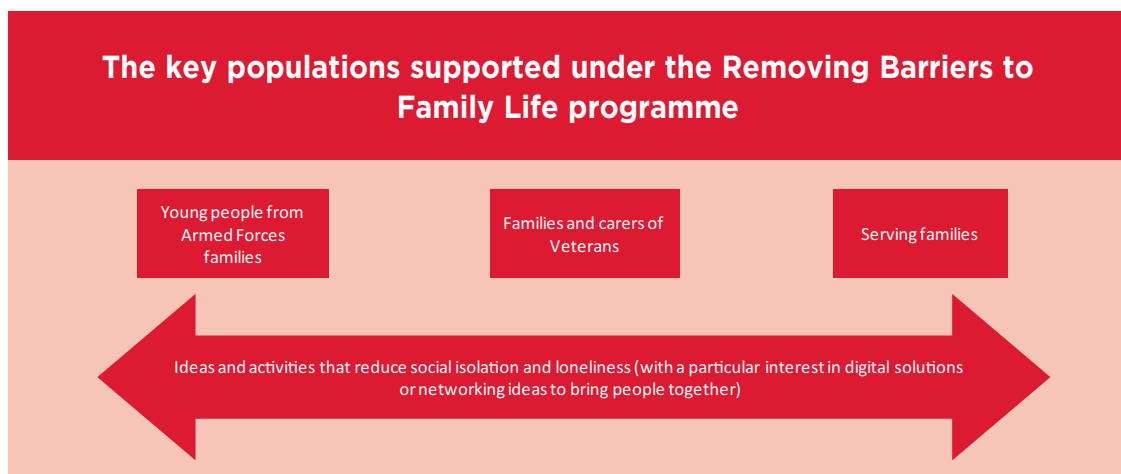 The key populations supported under the Removing Barriers to
Family Life programme
Young people from
Armed Forces
families
Families and carers of
Veterans
Serving families
Ideas and activities that reduce social isolation and loneliness (with a particular interest in digital solutions
or networking ideas to bring people together)